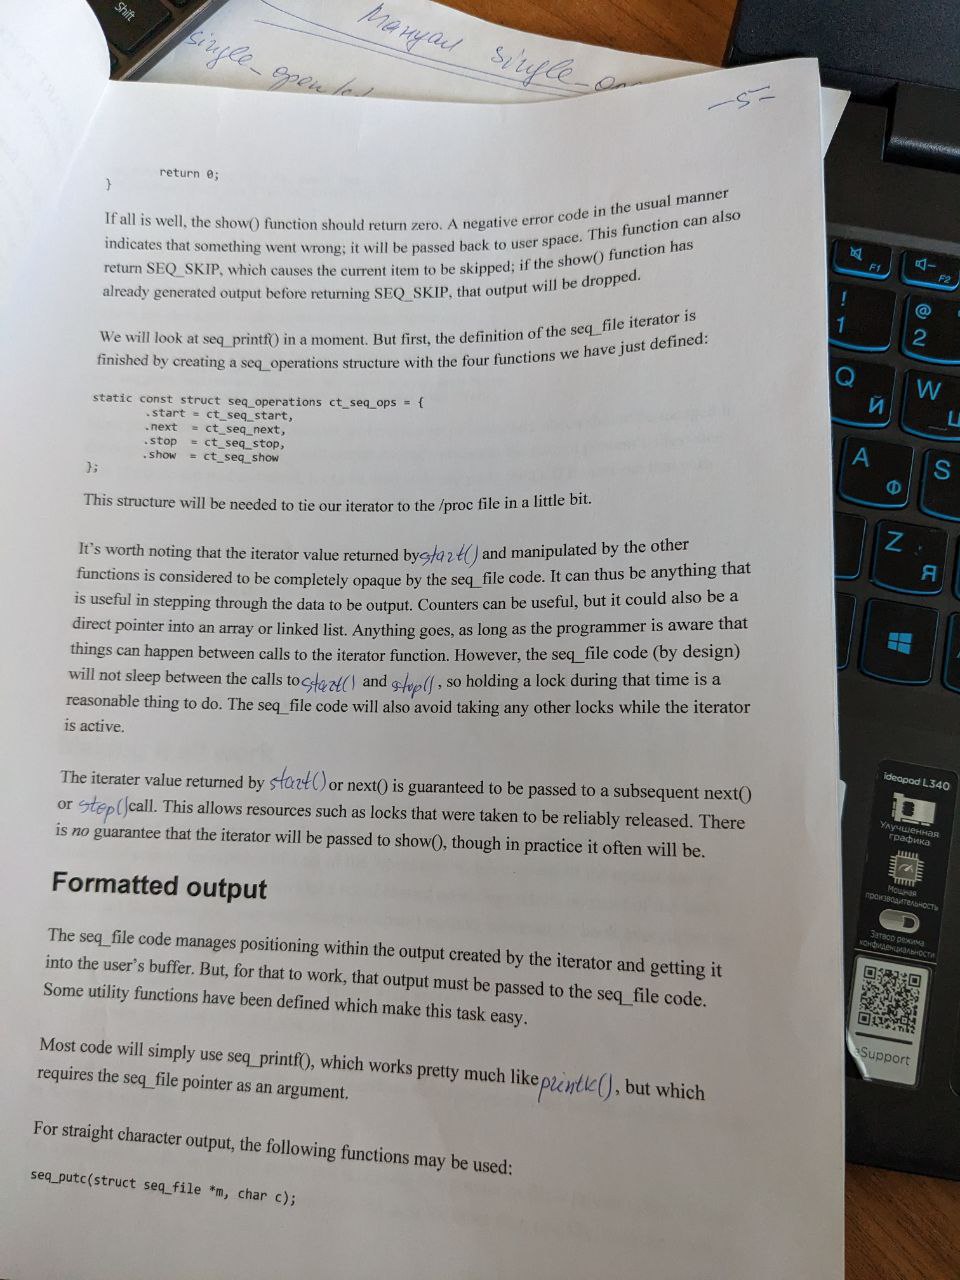 Shift
Мануал single_
single_open
-5-
return 0;
}
If all is well, the show() function should return zero. A negative error code in the usual manner
indicates that something went wrong; it will be passed back to user space. This function can also
return SEQ_SKIP, which causes the current item to be skipped; if the show() function has
already generated output before returning SEQ_SKIP, that output will be dropped.
We will look at seq_printf() in a moment. But first, the definition of the seq_file iterator is
finished by creating a seq_operations structure with the four functions we have just defined:
static const struct seq_operations ct_seq_ops = {
.start = ct_seq_start,
.next = ct_seq_next,
.stop = ct_seq_stop,
.show = ct_seq_show
};
This structure will be needed to tie our iterator to the /proc file in a little bit.
It's worth noting that the iterator value returned by start() and manipulated by the other
functions is considered to be completely opaque by the seq_file code. It can thus be anything that
is useful in stepping through the data to be output. Counters can be useful, but it could also be a
direct pointer into an array or linked list. Anything goes, as long as the programmer is aware that
things can happen between calls to the iterator function. However, the seq_file code (by design)
will not sleep between the calls to start() and stop(), so holding a lock during that time is a
reasonable thing to do. The seq_file code will also avoid taking any other locks while the iterator
is active.
The iterater value returned by start() or next() is guaranteed to be passed to a subsequent next()
or stop() call. This allows resources such as locks that were taken to be reliably released. There
is no guarantee that the iterator will be passed to show(), though in practice it often will be.
Formatted output
The seq_file code manages positioning within the output created by the iterator and getting it
into the user's buffer. But, for that to work, that output must be passed to the seq_file code.
Some utility functions have been defined which make this task easy.
Most code will simply use seq_printf(), which works pretty much like printk(), but which
requires the seq_file pointer as an argument.
For straight character output, the following functions may be used:
seq_putc(struct seq_file *m, char c);
F1
F2
!
1
@
2
Q
Й
W
A
Ф
S
Z
Я
ideapad L340
Улучшенная
графика
Мощная
производительность
Затвор режима
конфиденциальности
eSupport